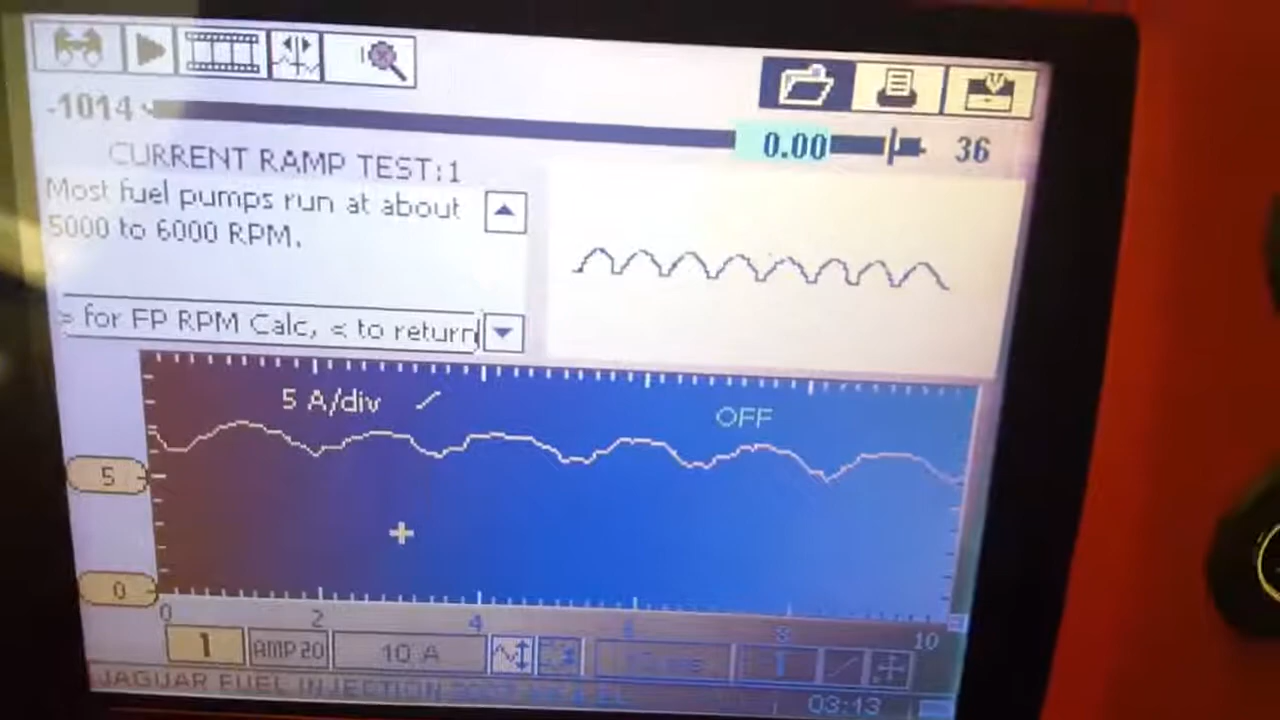 -1014
0.00
36
CURRENT RAMP TEST:1
Most fuel pumps run at about
5000 to 6000 RPM.
> for FP RPM Calc, < to return
5 A/div
OFF
5
0
0 2 4 6 8 10
1
AMP 20
10 A
JAGUAR FUEL INJECTION
03:13